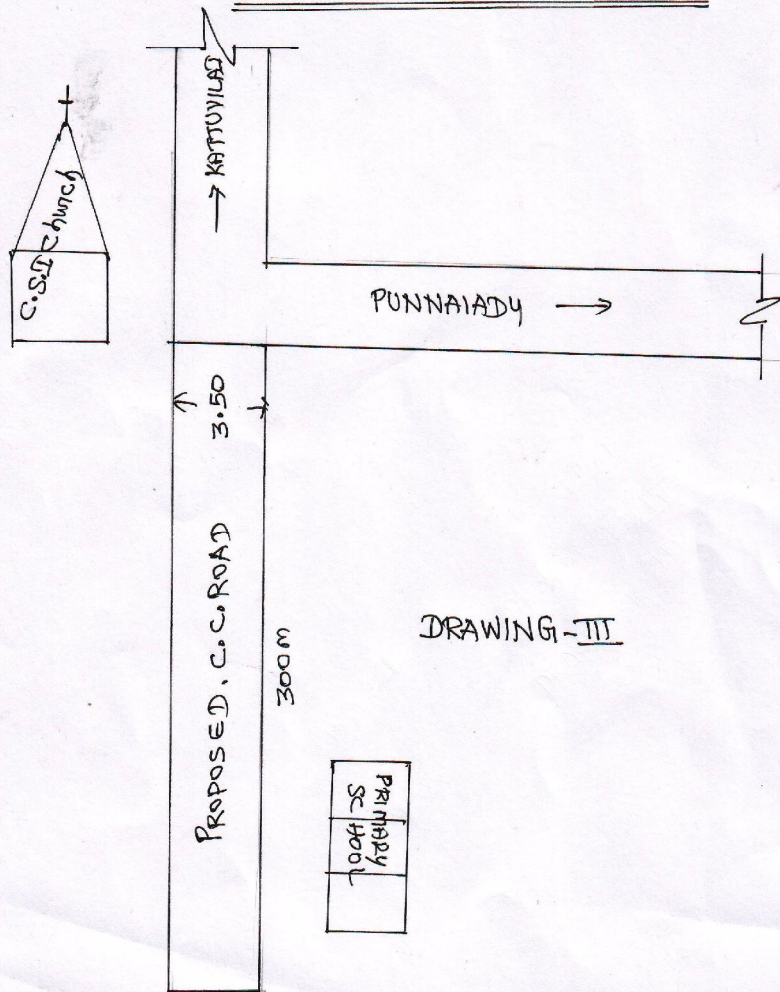 → KATTUVILAI
C.S.I Church
PUNNAIADY →
3.50
PROPOSED. C.C. ROAD
300m
DRAWING-III
PRIMARY
SCHOOL